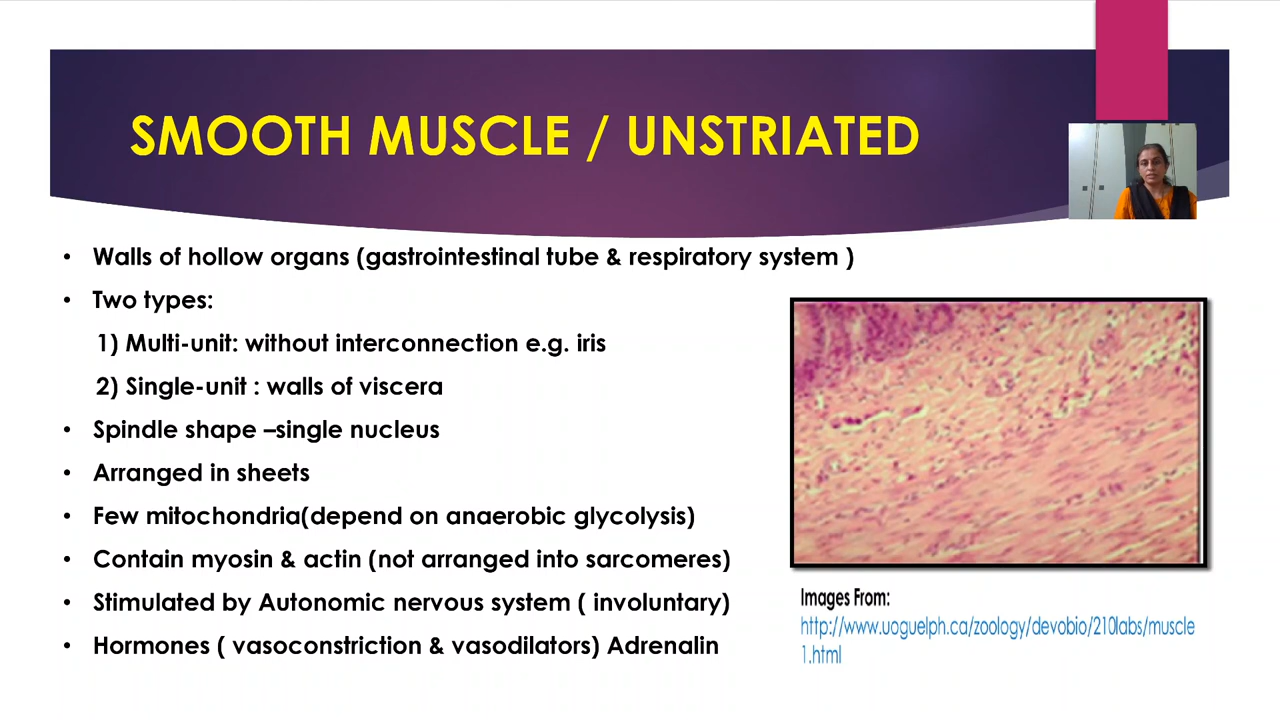 SMOOTH MUSCLE / UNSTRIATED
• Walls of hollow organs (gastrointestinal tube & respiratory system )
• Two types:
1) Multi-unit: without interconnection e.g. iris
2) Single-unit : walls of viscera
• Spindle shape –single nucleus
• Arranged in sheets
• Few mitochondria(depend on anaerobic glycolysis)
• Contain myosin & actin (not arranged into sarcomeres)
• Stimulated by Autonomic nervous system ( involuntary)
• Hormones ( vasoconstriction & vasodilators) Adrenalin
Images From:
http://www.uoguelph.ca/zoology/devobio/210labs/muscle
1.html